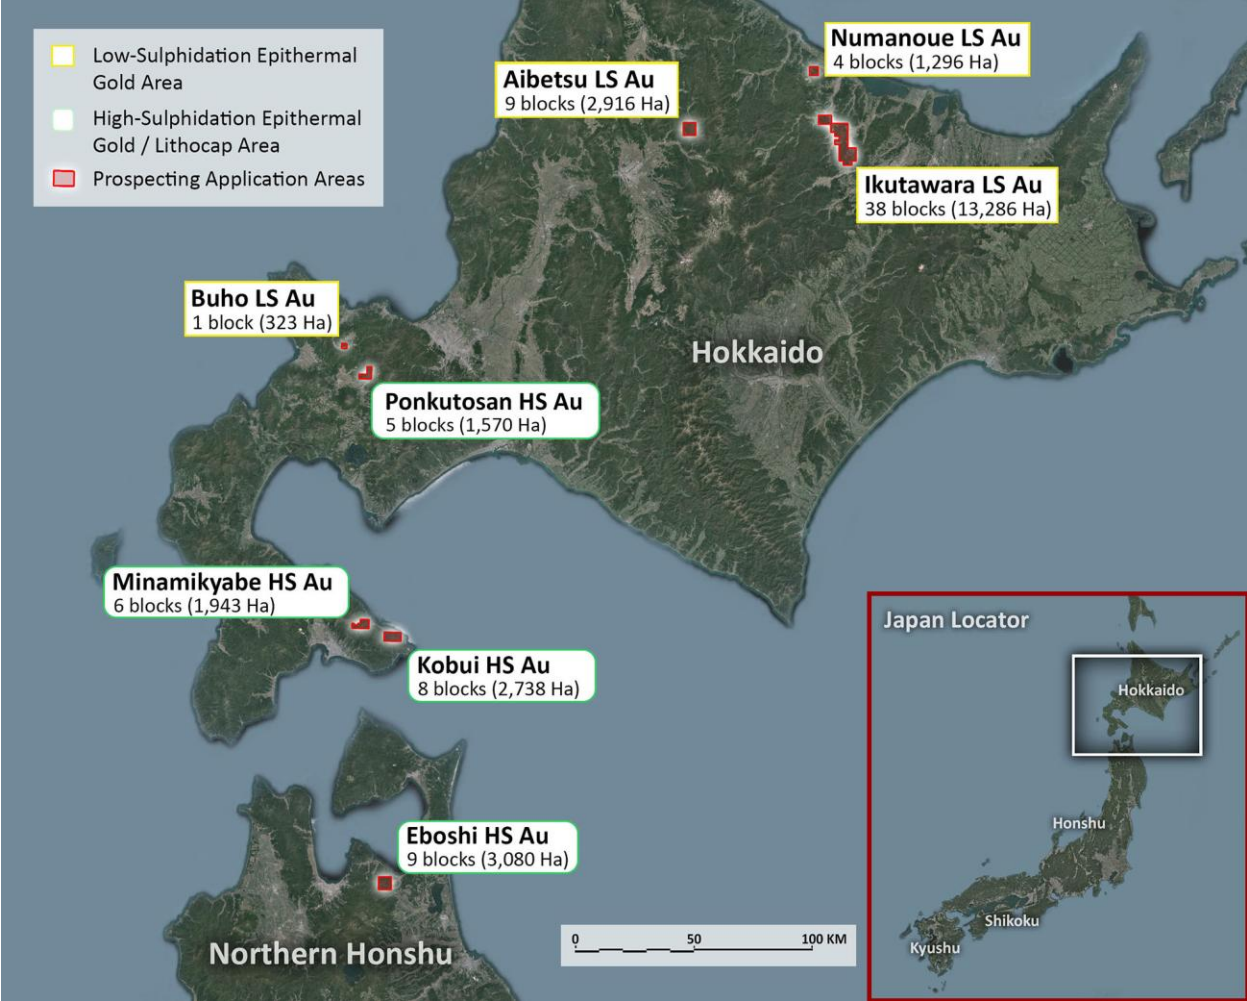 Low-Sulphidation Epithermal
Gold Area
High-Sulphidation Epithermal
Gold / Lithocap Area
Prospecting Application Areas
Numanoue LS Au
4 blocks (1,296 Ha)
Aibetsu LS Au
9 blocks (2,916 Ha)
Ikutawara LS Au
38 blocks (13,286 Ha)
Buho LS Au
1 block (323 Ha)
Hokkaido
Ponkutosan HS Au
5 blocks (1,570 Ha)
Minamikyabe HS Au
6 blocks (1,943 Ha)
Kobui HS Au
8 blocks (2,738 Ha)
Eboshi HS Au
9 blocks (3,080 Ha)
Northern Honshu
0 50 100 KM
Japan Locator
Hokkaido
Honshu
Shikoku
Kyushu